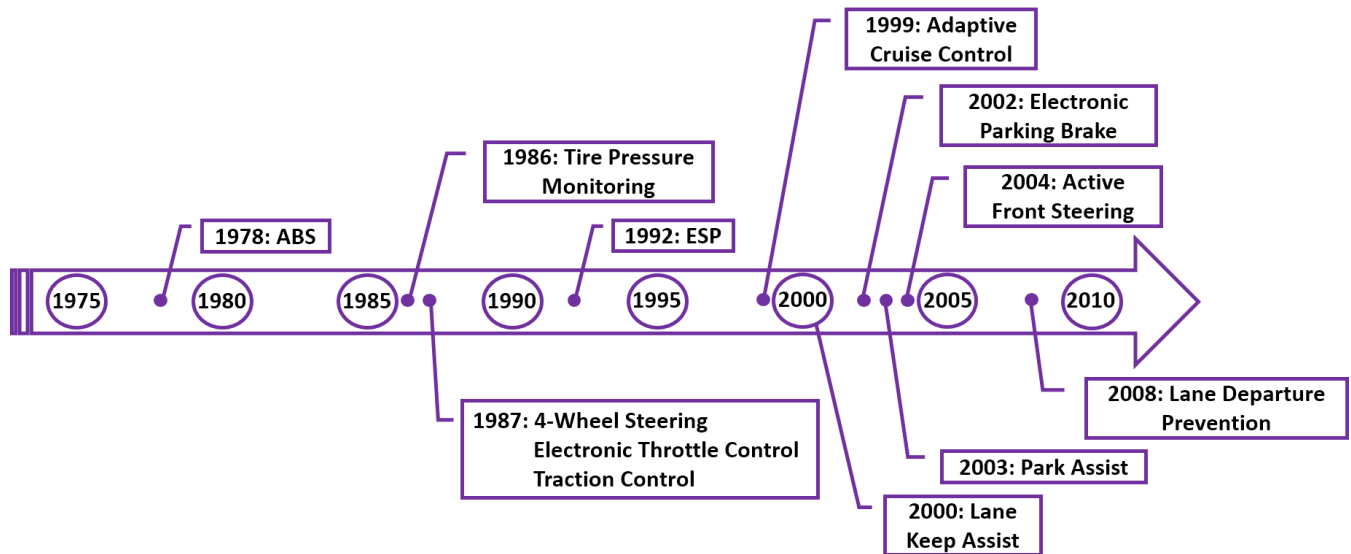 1999: Adaptive
Cruise Control
2002: Electronic
Parking Brake
1986: Tire Pressure
Monitoring
2004: Active
Front Steering
1978: ABS
1992: ESP
1975
1980
1985
1990
1995
2000
2005
2010
1987: 4-Wheel Steering
Electronic Throttle Control
Traction Control
2008: Lane Departure
Prevention
2003: Park Assist
2000: Lane
Keep Assist